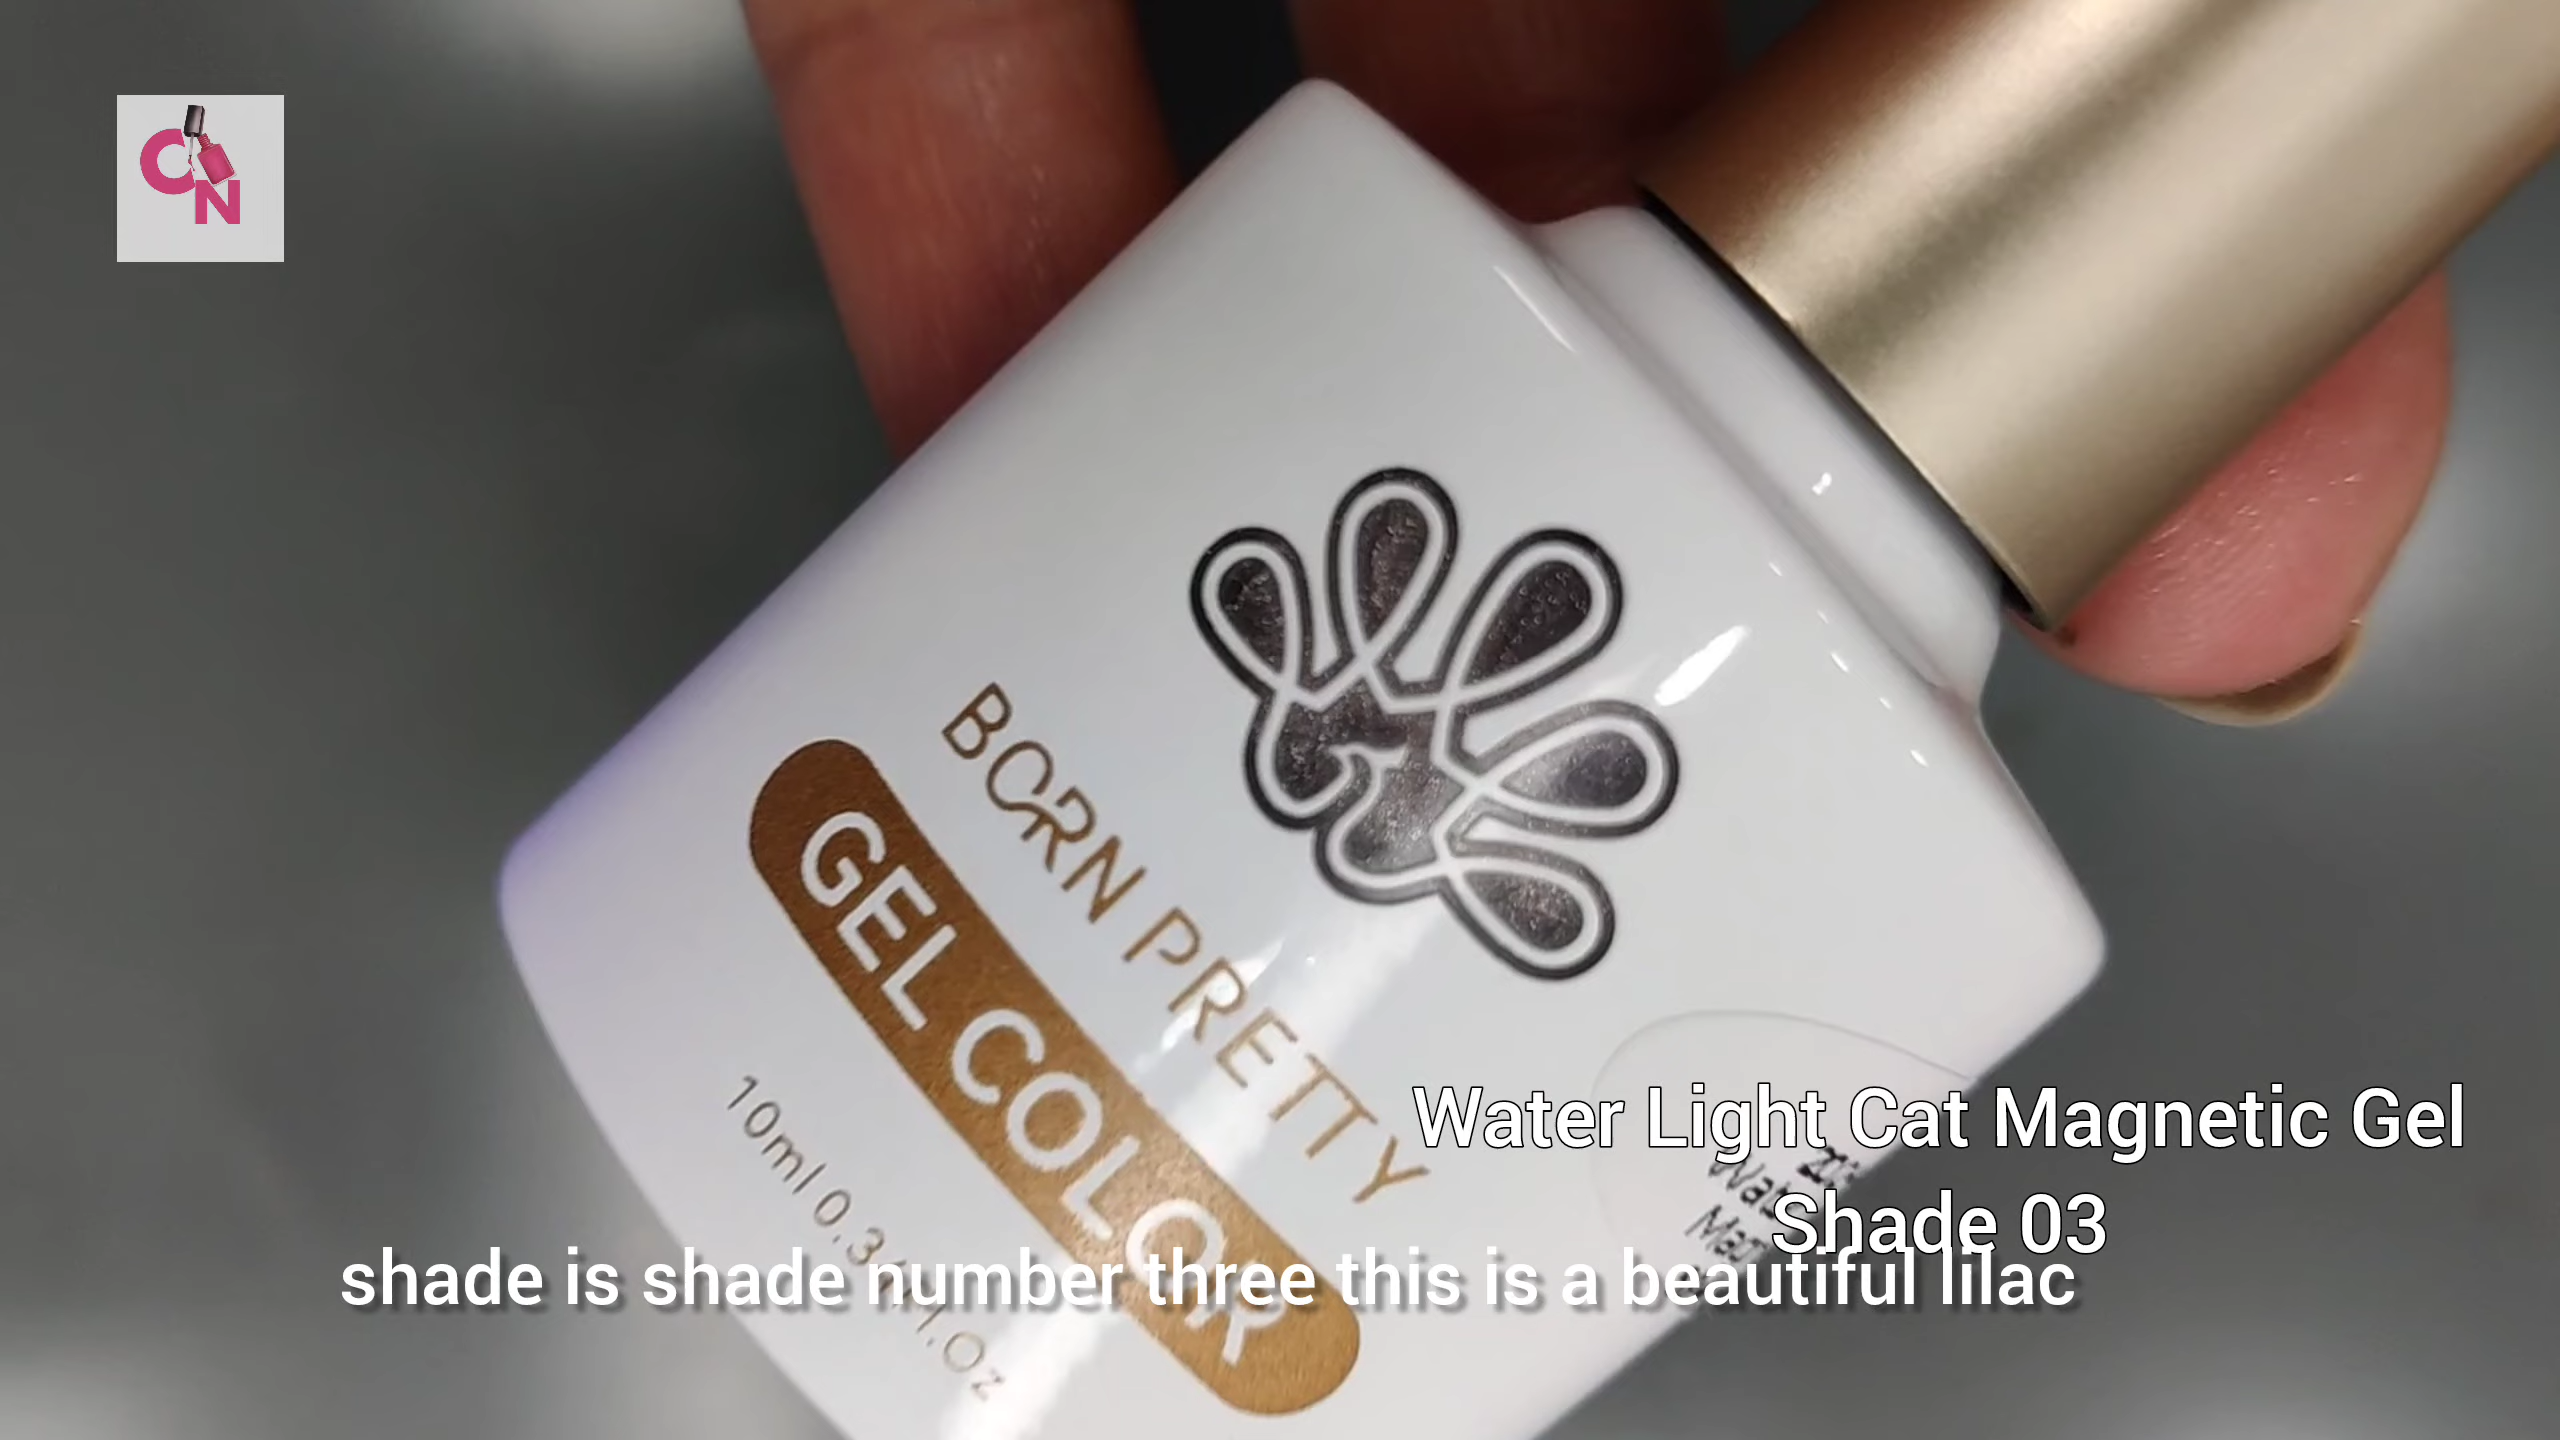 CN
BORN PRETTY
GEL COLOR
10ml
Water Light Cat Magnetic Gel
Shade 03
shade is shade number three this is a beautiful lilac